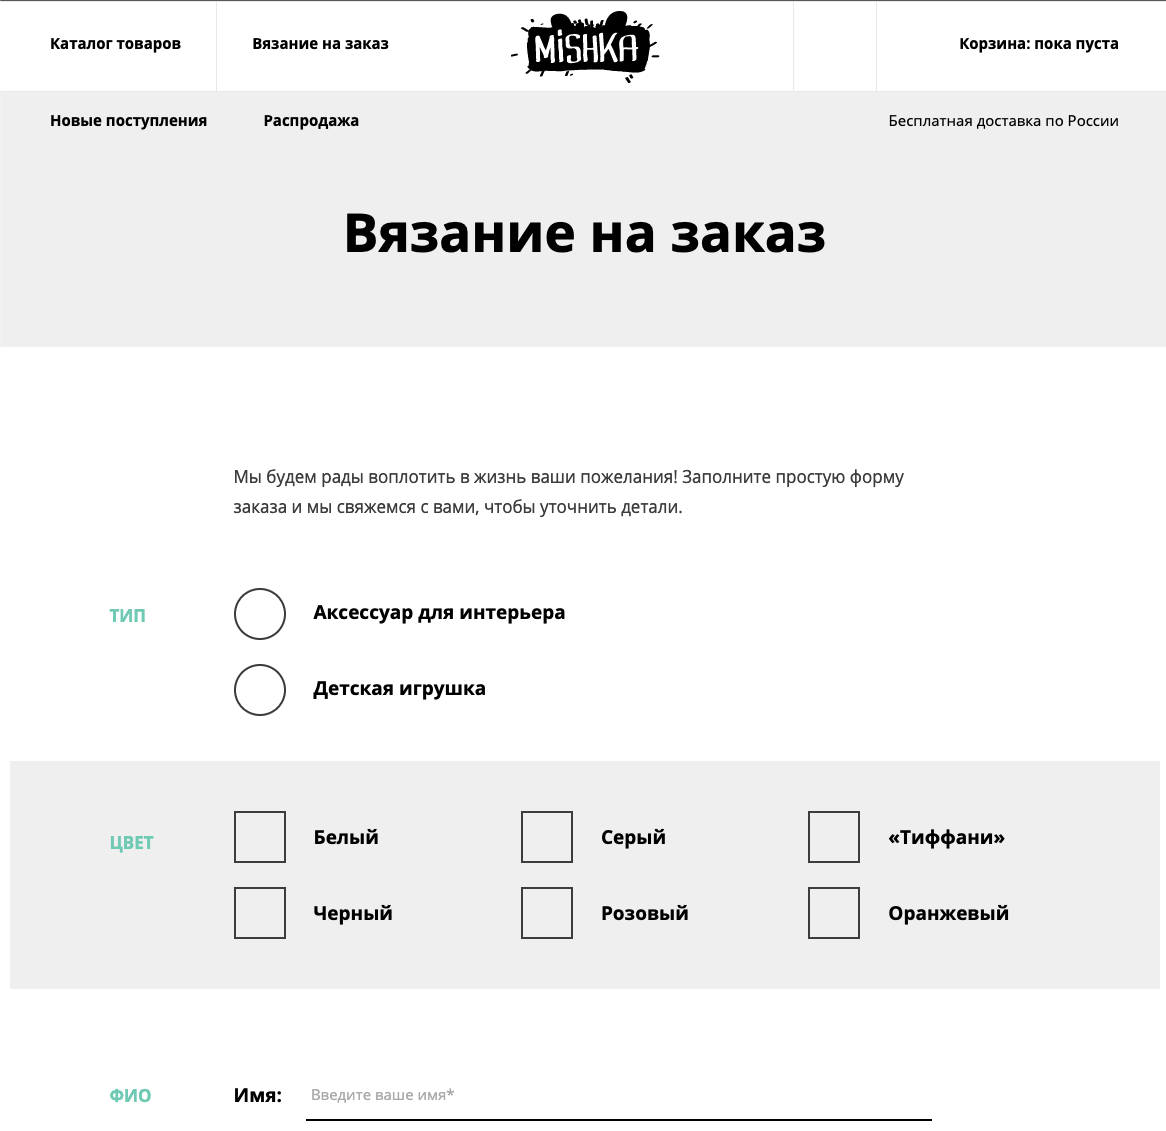 Каталог товаров
Вязание на заказ
MiSHKA
Корзина: пока пуста
Новые поступления
Распродажа
Бесплатная доставка по России
Вязание на заказ
Мы будем рады воплотить в жизнь ваши пожелания! Заполните простую форму
заказа и мы свяжемся с вами, чтобы уточнить детали.
ТИП
Аксессуар для интерьера
Детская игрушка
ЦВЕТ
Белый
Серый
«Тиффани»
Черный
Розовый
Оранжевый
ФИО
Имя:
Введите ваше имя*